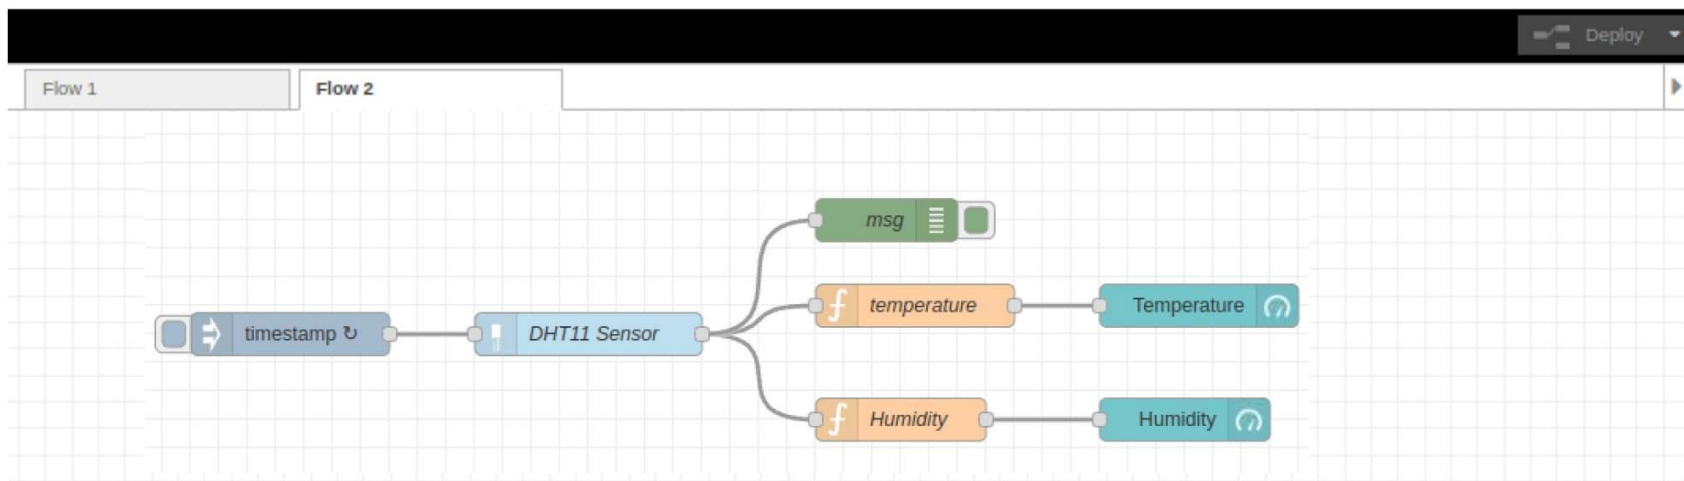 Deploy
Flow 1
Flow 2
msg
temperature
Temperature
timestamp ↻
DHT11 Sensor
Humidity
Humidity